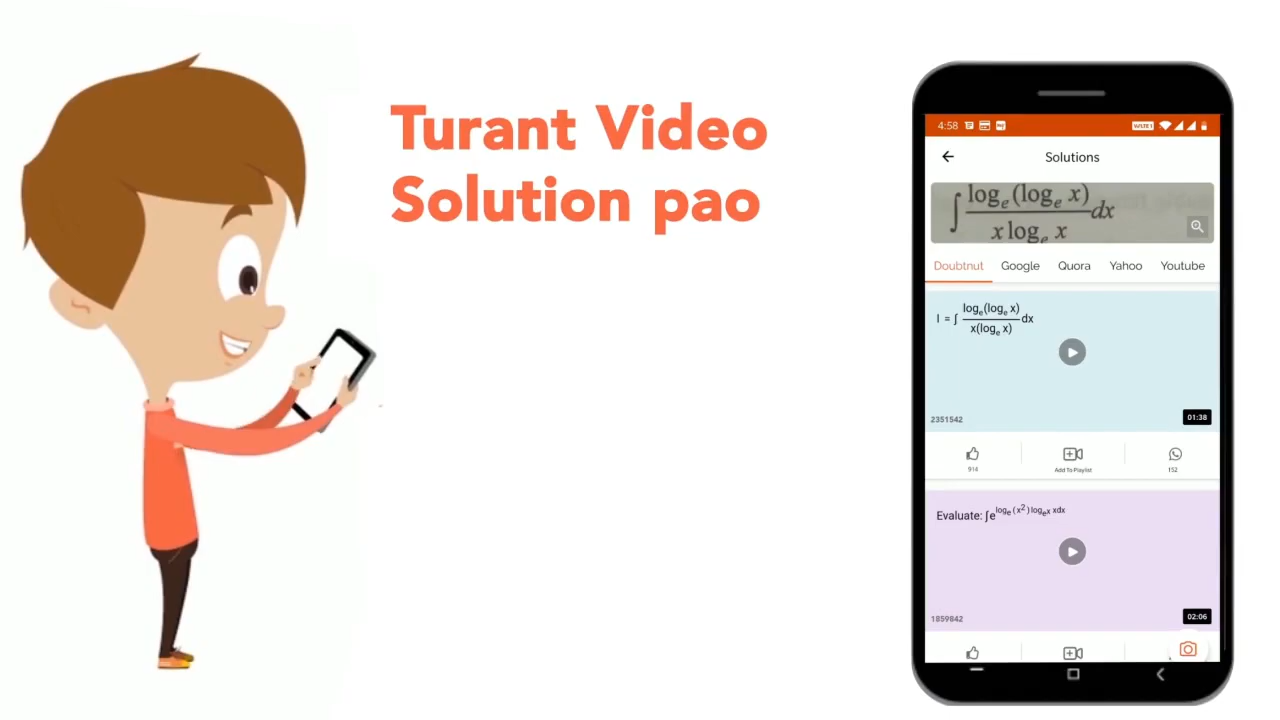 Turant Video
Solution pao
4:58
VoLTE1
Solutions
∫ logₑ(logₑ x) / x logₑ x dx
Doubtnut Google Quora Yahoo Youtube
I = ∫ logₑ(logₑ x) / x(logₑ x) dx
2351542 01:38
914 Add To Playlist 152
Evaluate: ∫e^logₑ(x²)logₑx xdx
1859842 02:06